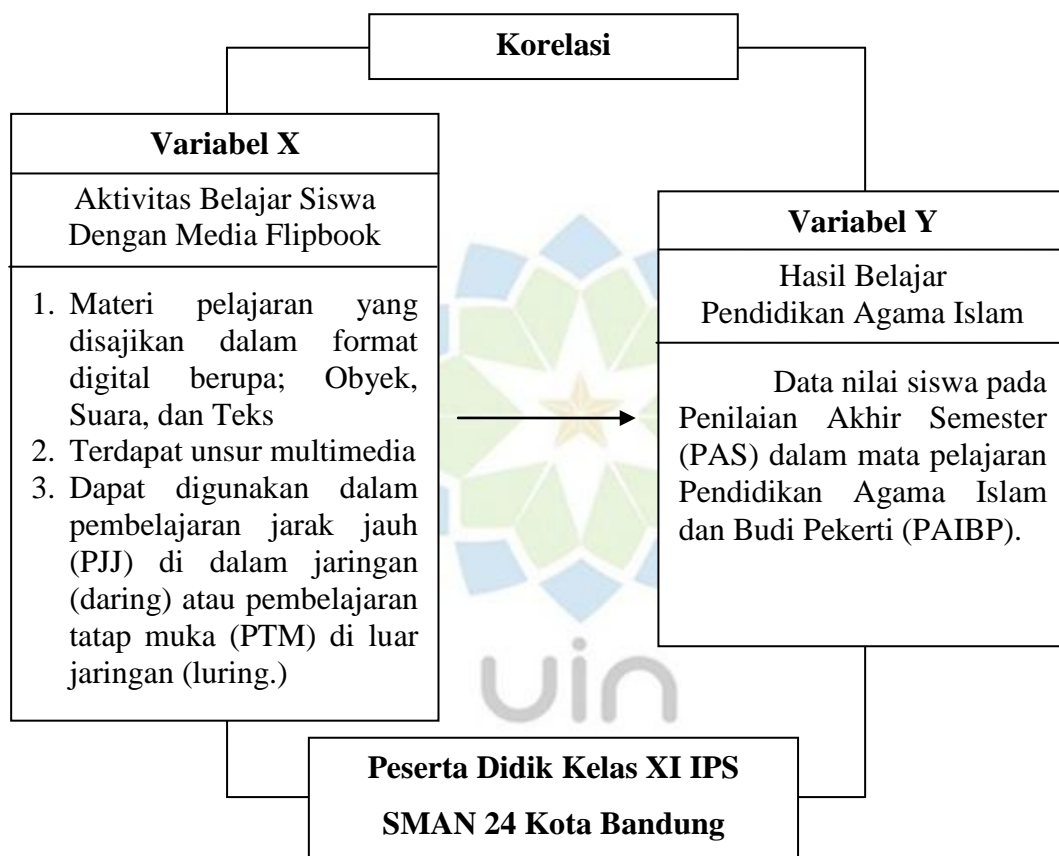 Korelasi
Variabel X
Aktivitas Belajar Siswa
Dengan Media Flipbook
1. Materi pelajaran yang
disajikan dalam format
digital berupa; Obyek,
Suara, dan Teks
2. Terdapat unsur multimedia
3. Dapat digunakan dalam
pembelajaran jarak jauh
(PJJ) di dalam jaringan
(daring) atau pembelajaran
tatap muka (PTM) di luar
jaringan (luring.)
Variabel Y
Hasil Belajar
Pendidikan Agama Islam
Data nilai siswa pada
Penilaian Akhir Semester
(PAS) dalam mata pelajaran
Pendidikan Agama Islam
dan Budi Pekerti (PAIBP).
uin
Peserta Didik Kelas XI IPS
SMAN 24 Kota Bandung